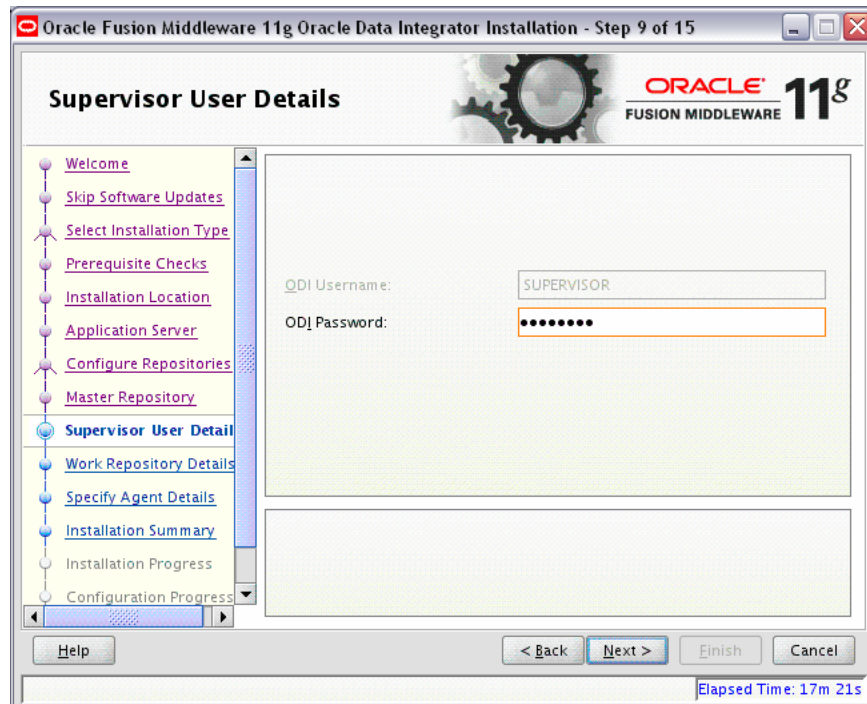 Oracle Fusion Middleware 11g Oracle Data Integrator Installation - Step 9 of 15
Supervisor User Details
ORACLE
FUSION MIDDLEWARE 11g
Welcome
Skip Software Updates
Select Installation Type
Prerequisite Checks
Installation Location
Application Server
Configure Repositories
Master Repository
Supervisor User Detail
Work Repository Details
Specify Agent Details
Installation Summary
Installation Progress
Configuration Progress
ODI Username: SUPERVISOR
ODI Password: ●●●●●●●●
Help < Back Next > Finish Cancel
Elapsed Time: 17m 21s